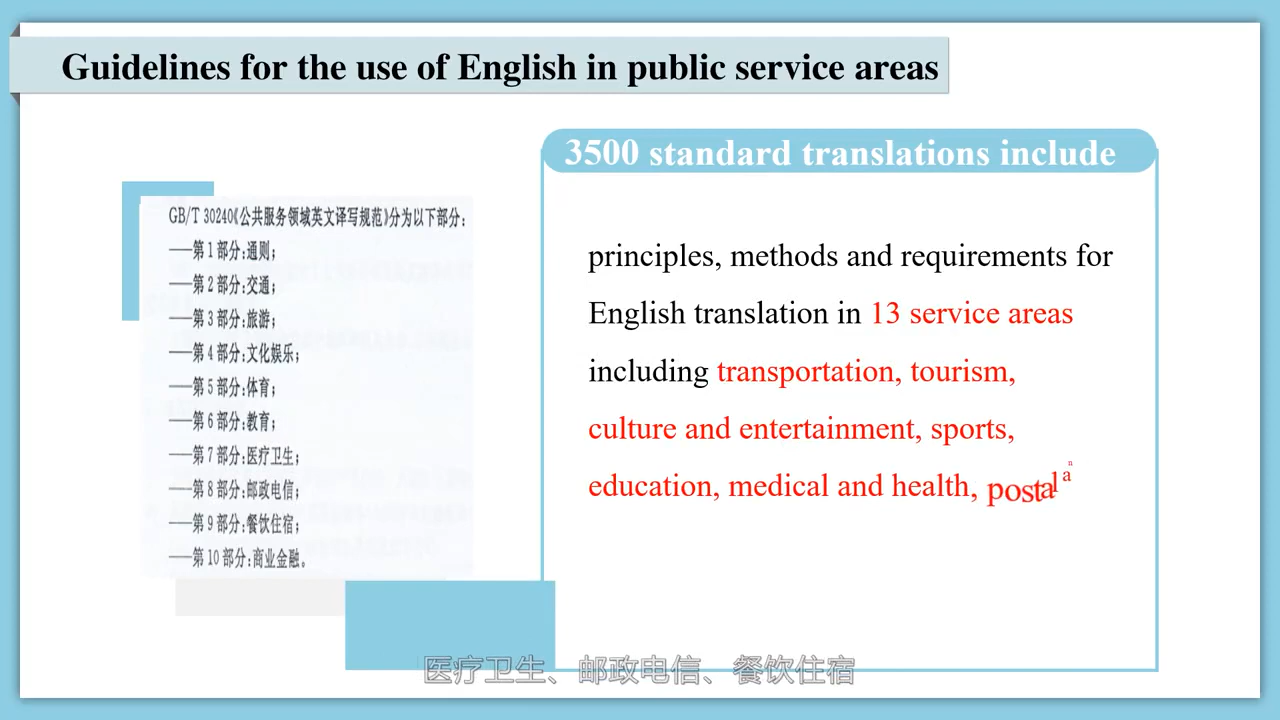 Guidelines for the use of English in public service areas
GB/T 30240《公共服务领域英文译写规范》分为以下部分:
——第1部分:通则;
——第2部分:交通;
——第3部分:旅游;
——第4部分:文化娱乐;
——第5部分:体育;
——第6部分:教育;
——第7部分:医疗卫生;
——第8部分:邮政电信;
——第9部分:餐饮住宿;
——第10部分:商业金融。
3500 standard translations include
principles, methods and requirements for
English translation in 13 service areas
including transportation, tourism,
culture and entertainment, sports,
education, medical and health, postal an
医疗卫生、邮政电信、餐饮住宿